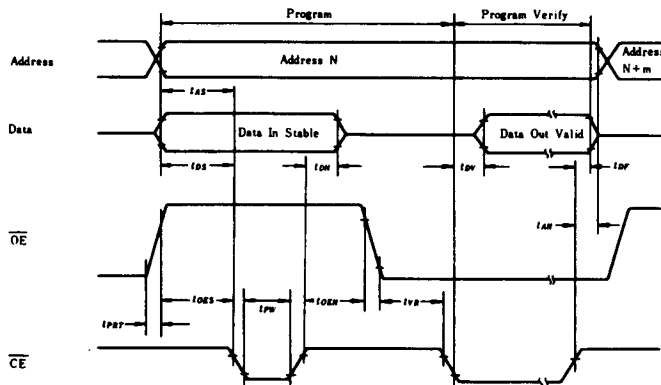 Program
Program Verify
Address
Address N
Address
N+m
tAS
Data
Data In Stable
Data Out Valid
tDS
tDH
tDV
tDF
tAH
OE
tOES
tPW
tOEH
tVR
tPRT
CE